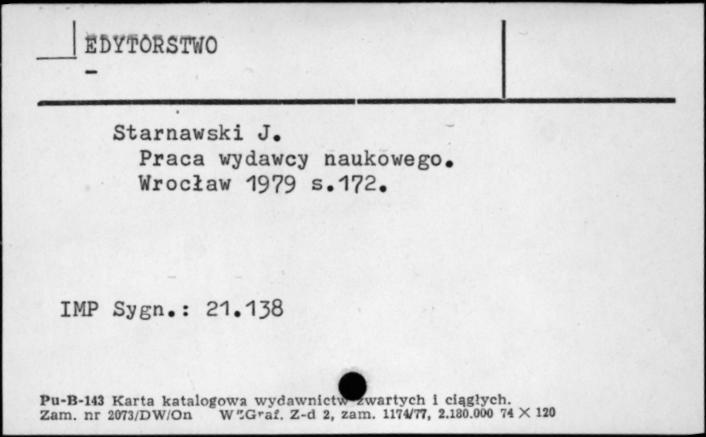 EDYTORSTWO
-
Starnawski J.
Praca wydawcy naukowego.
Wrocław 1979 s.172.
IMP Sygn.: 21.138
Pu-B-143 Karta katalogowa wydawnictw zwartych i ciągłych.
Zam. nr 2073/DW/On WZGraf. Z-d 2, zam. 1174/77, 2.180.000 74 X 120